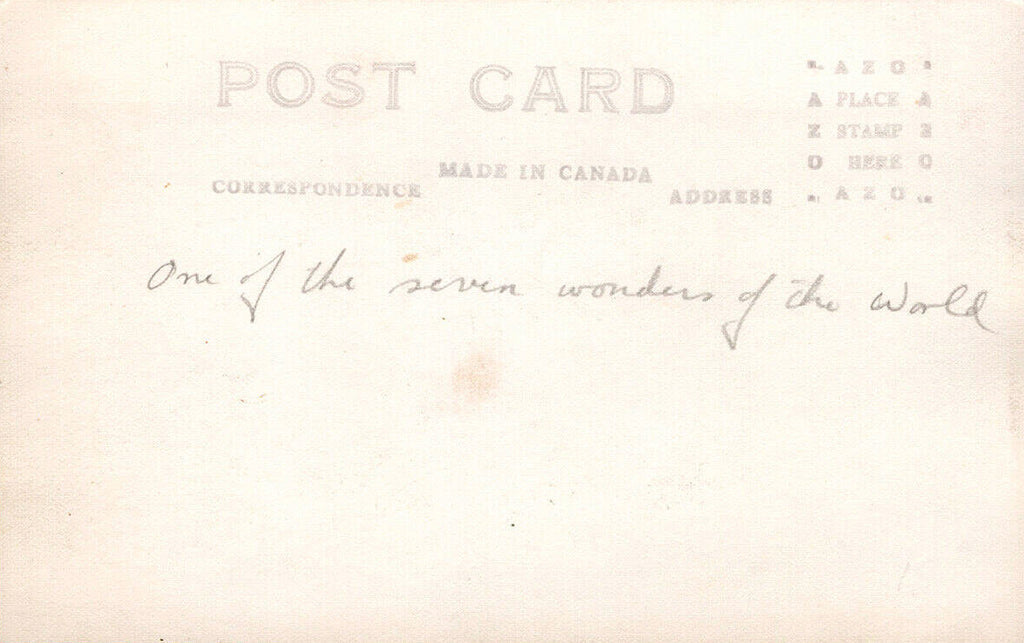 POST CARD
MADE IN CANADA
CORRESPONDENCE
ADDRESS
AZO
A PLACE A
Z STAMP Z
O HERE O
AZO
One of the seven wonders of the World